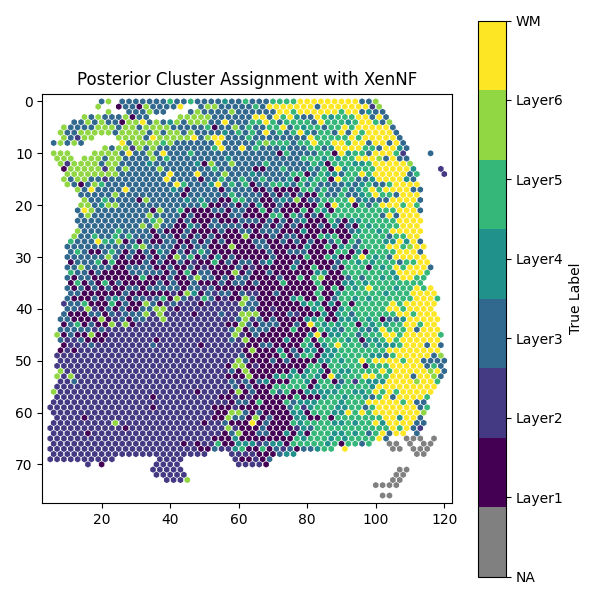 Posterior Cluster Assignment with XenNF
0
10
20
30
40
50
60
70
20
40
60
80
100
120
WM
Layer6
Layer5
Layer4
Layer3
Layer2
Layer1
NA
True Label